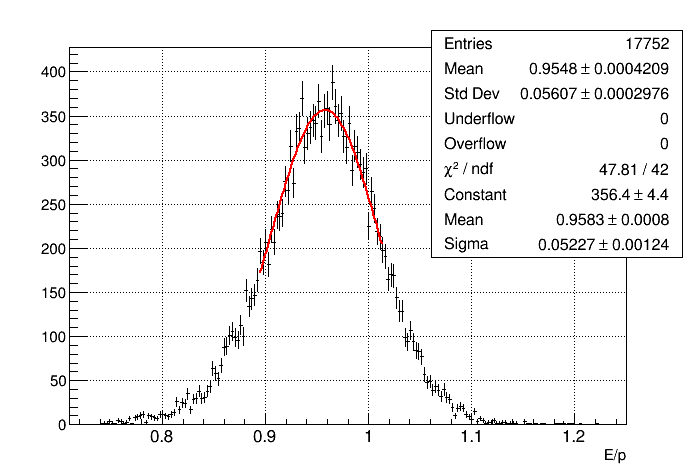 Entries 17752
Mean 0.9548 ± 0.0004209
Std Dev 0.05607 ± 0.0002976
Underflow 0
Overflow 0
χ² / ndf 47.81 / 42
Constant 356.4 ± 4.4
Mean 0.9583 ± 0.0008
Sigma 0.05227 ± 0.00124
400
350
300
250
200
150
100
50
0
0.8 0.9 1 1.1 1.2
E/p